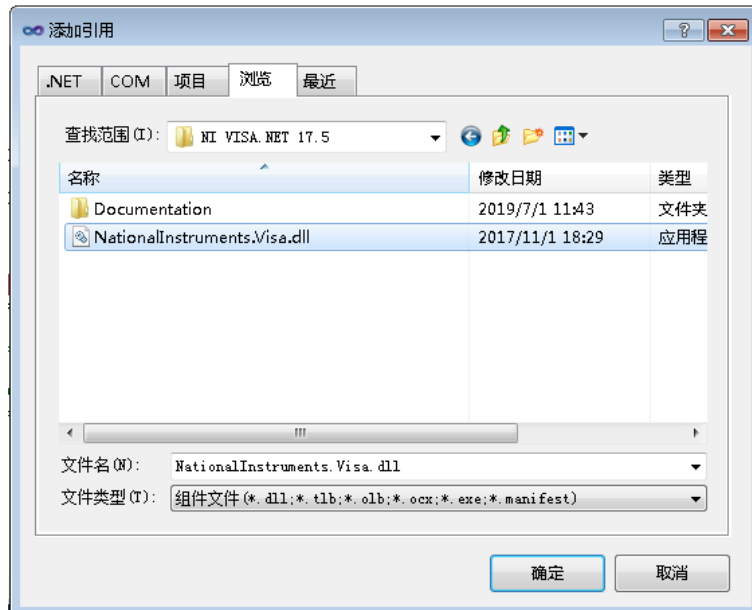 添加引用
.NET COM 项目 浏览 最近
查找范围(I): NI VISA.NET 17.5
名称 修改日期 类型
Documentation 2019/7/1 11:43 文件夹
NationalInstruments.Visa.dll 2017/11/1 18:29 应用程
文件名(N): NationalInstruments.Visa.dll
文件类型(T): 组件文件(*.dll;*.tlb;*.olb;*.ocx;*.exe;*.manifest)
确定 取消